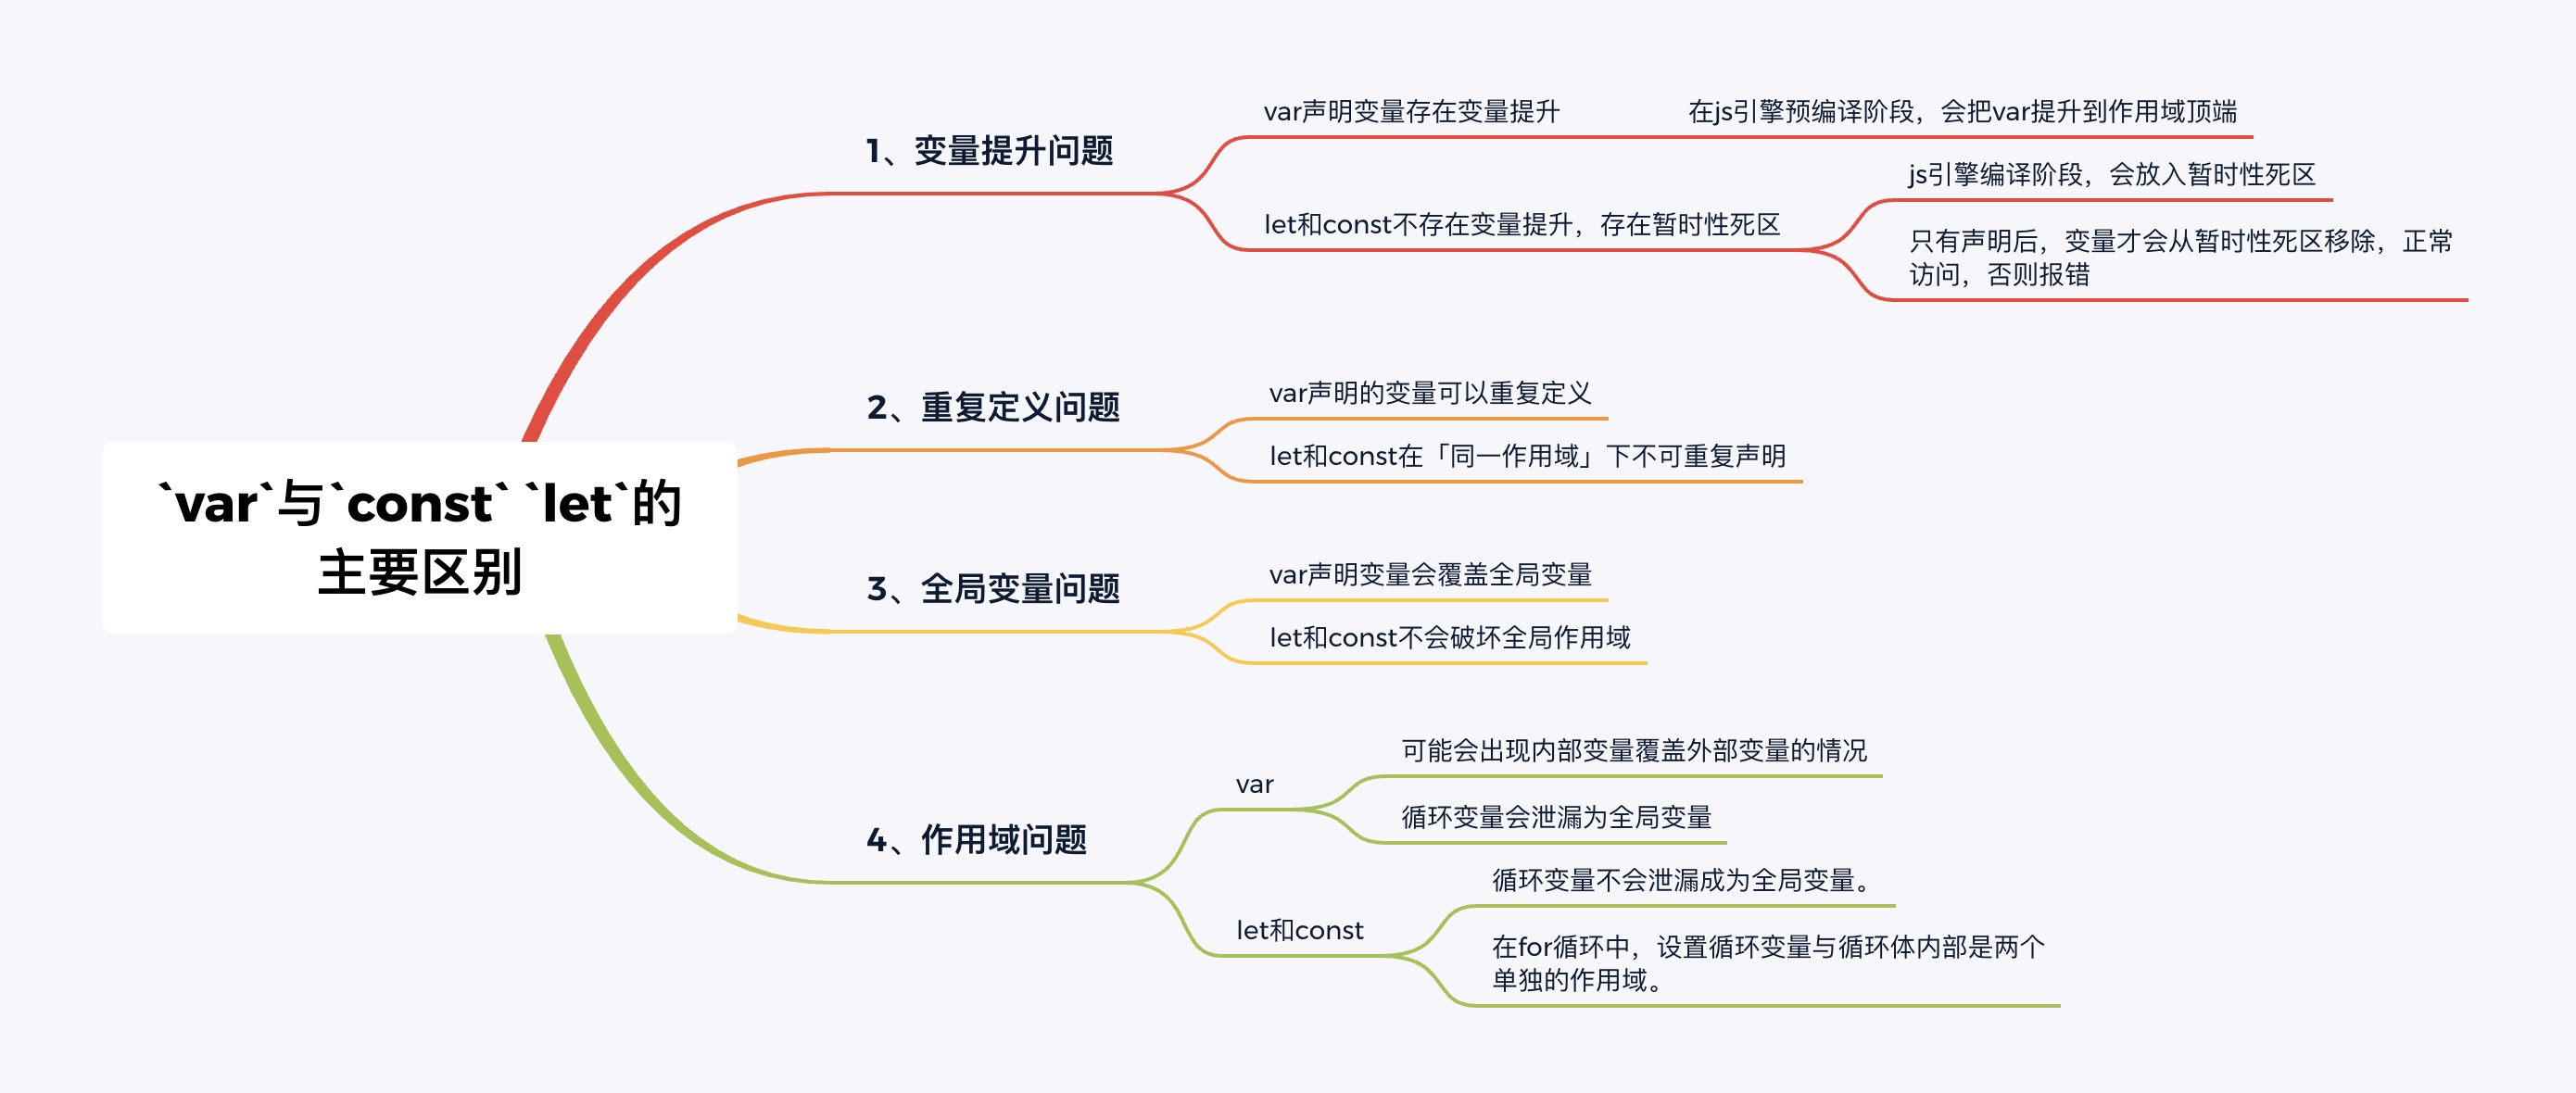 `var`与`const` `let`的
主要区别
1、变量提升问题
var声明变量存在变量提升
在js引擎预编译阶段，会把var提升到作用域顶端
let和const不存在变量提升，存在暂时性死区
js引擎编译阶段，会放入暂时性死区
只有声明后，变量才会从暂时性死区移除，正常
访问，否则报错
2、重复定义问题
var声明的变量可以重复定义
let和const在「同一作用域」下不可重复声明
3、全局变量问题
var声明变量会覆盖全局变量
let和const不会破坏全局作用域
4、作用域问题
var
可能会出现内部变量覆盖外部变量的情况
循环变量会泄漏为全局变量
let和const
循环变量不会泄漏成为全局变量。
在for循环中，设置循环变量与循环体内部是两个
单独的作用域。